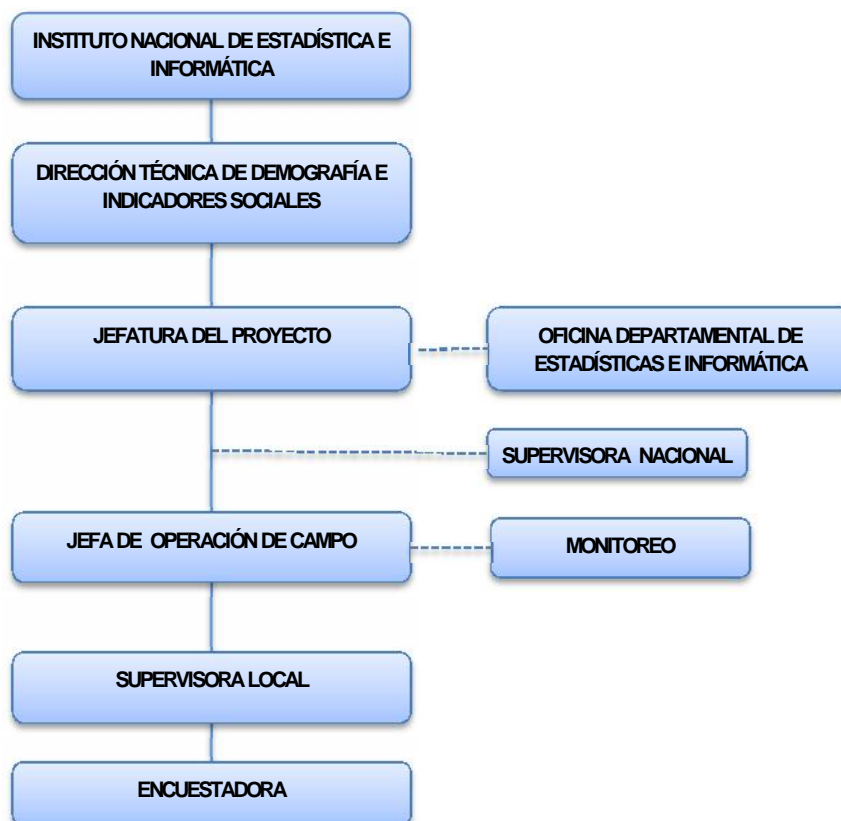 INSTITUTO NACIONAL DE ESTADÍSTICA E
INFORMÁTICA
DIRECCIÓN TÉCNICA DE DEMOGRAFÍA E
INDICADORES SOCIALES
JEFATURA DEL PROYECTO
OFICINA DEPARTAMENTAL DE
ESTADÍSTICAS E INFORMÁTICA
SUPERVISORA NACIONAL
JEFA DE OPERACIÓN DE CAMPO
MONITOREO
SUPERVISORA LOCAL
ENCUESTADORA